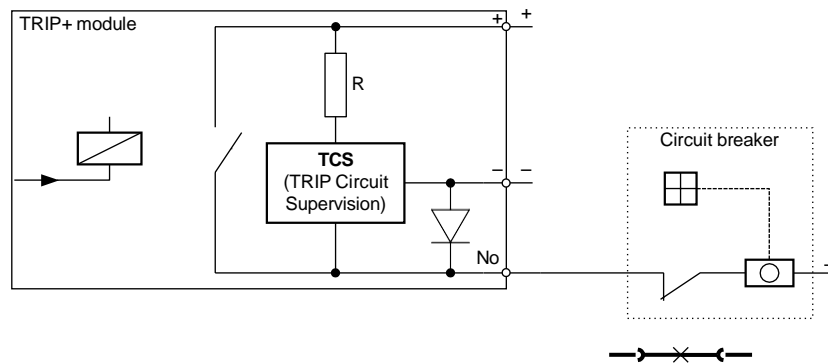 TRIP+ module
+ +
R
TCS
(TRIP Circuit
Supervision)
– –
No
Circuit breaker
–